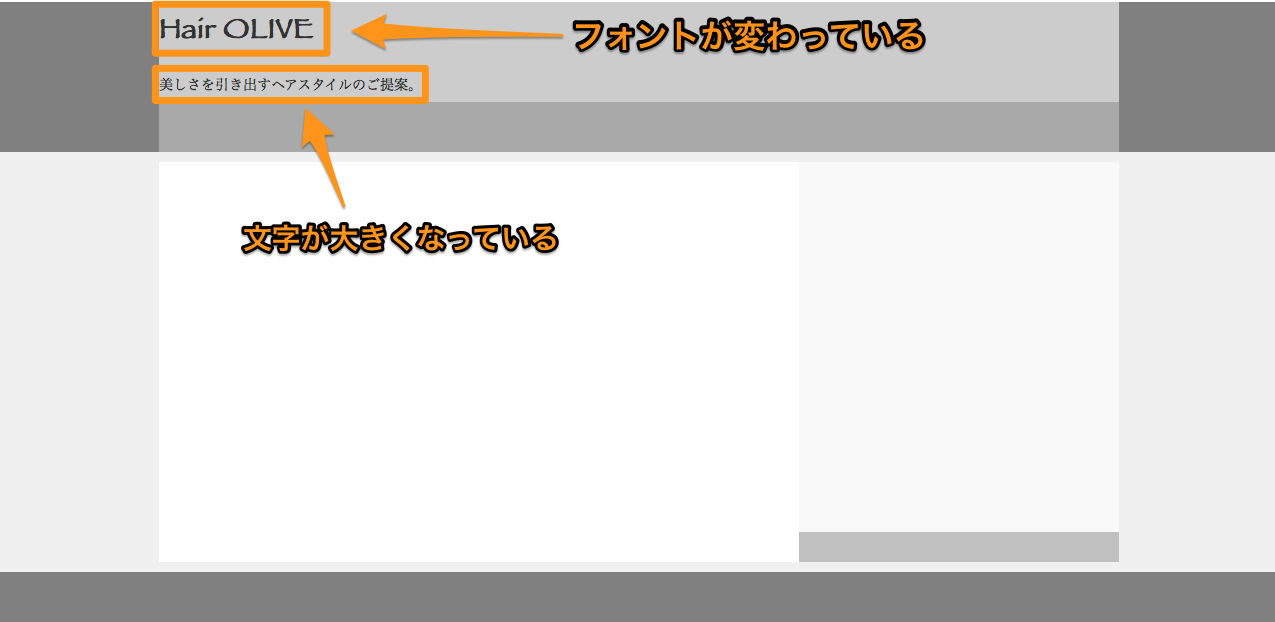 Hair OLIVE
フォントが変わっている
美しさを引き出すヘアスタイルのご提案。
文字が大きくなっている